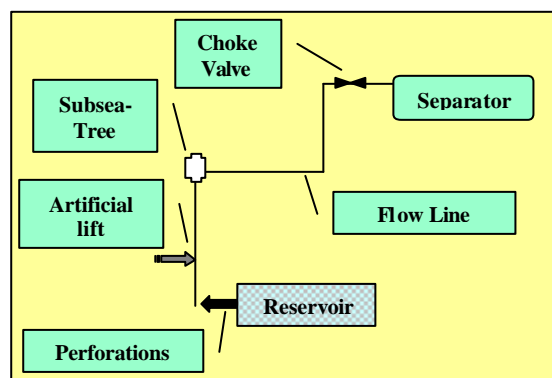 Choke
Valve
Separator
Subsea-
Tree
Artificial
lift
Flow Line
Reservoir
Perforations